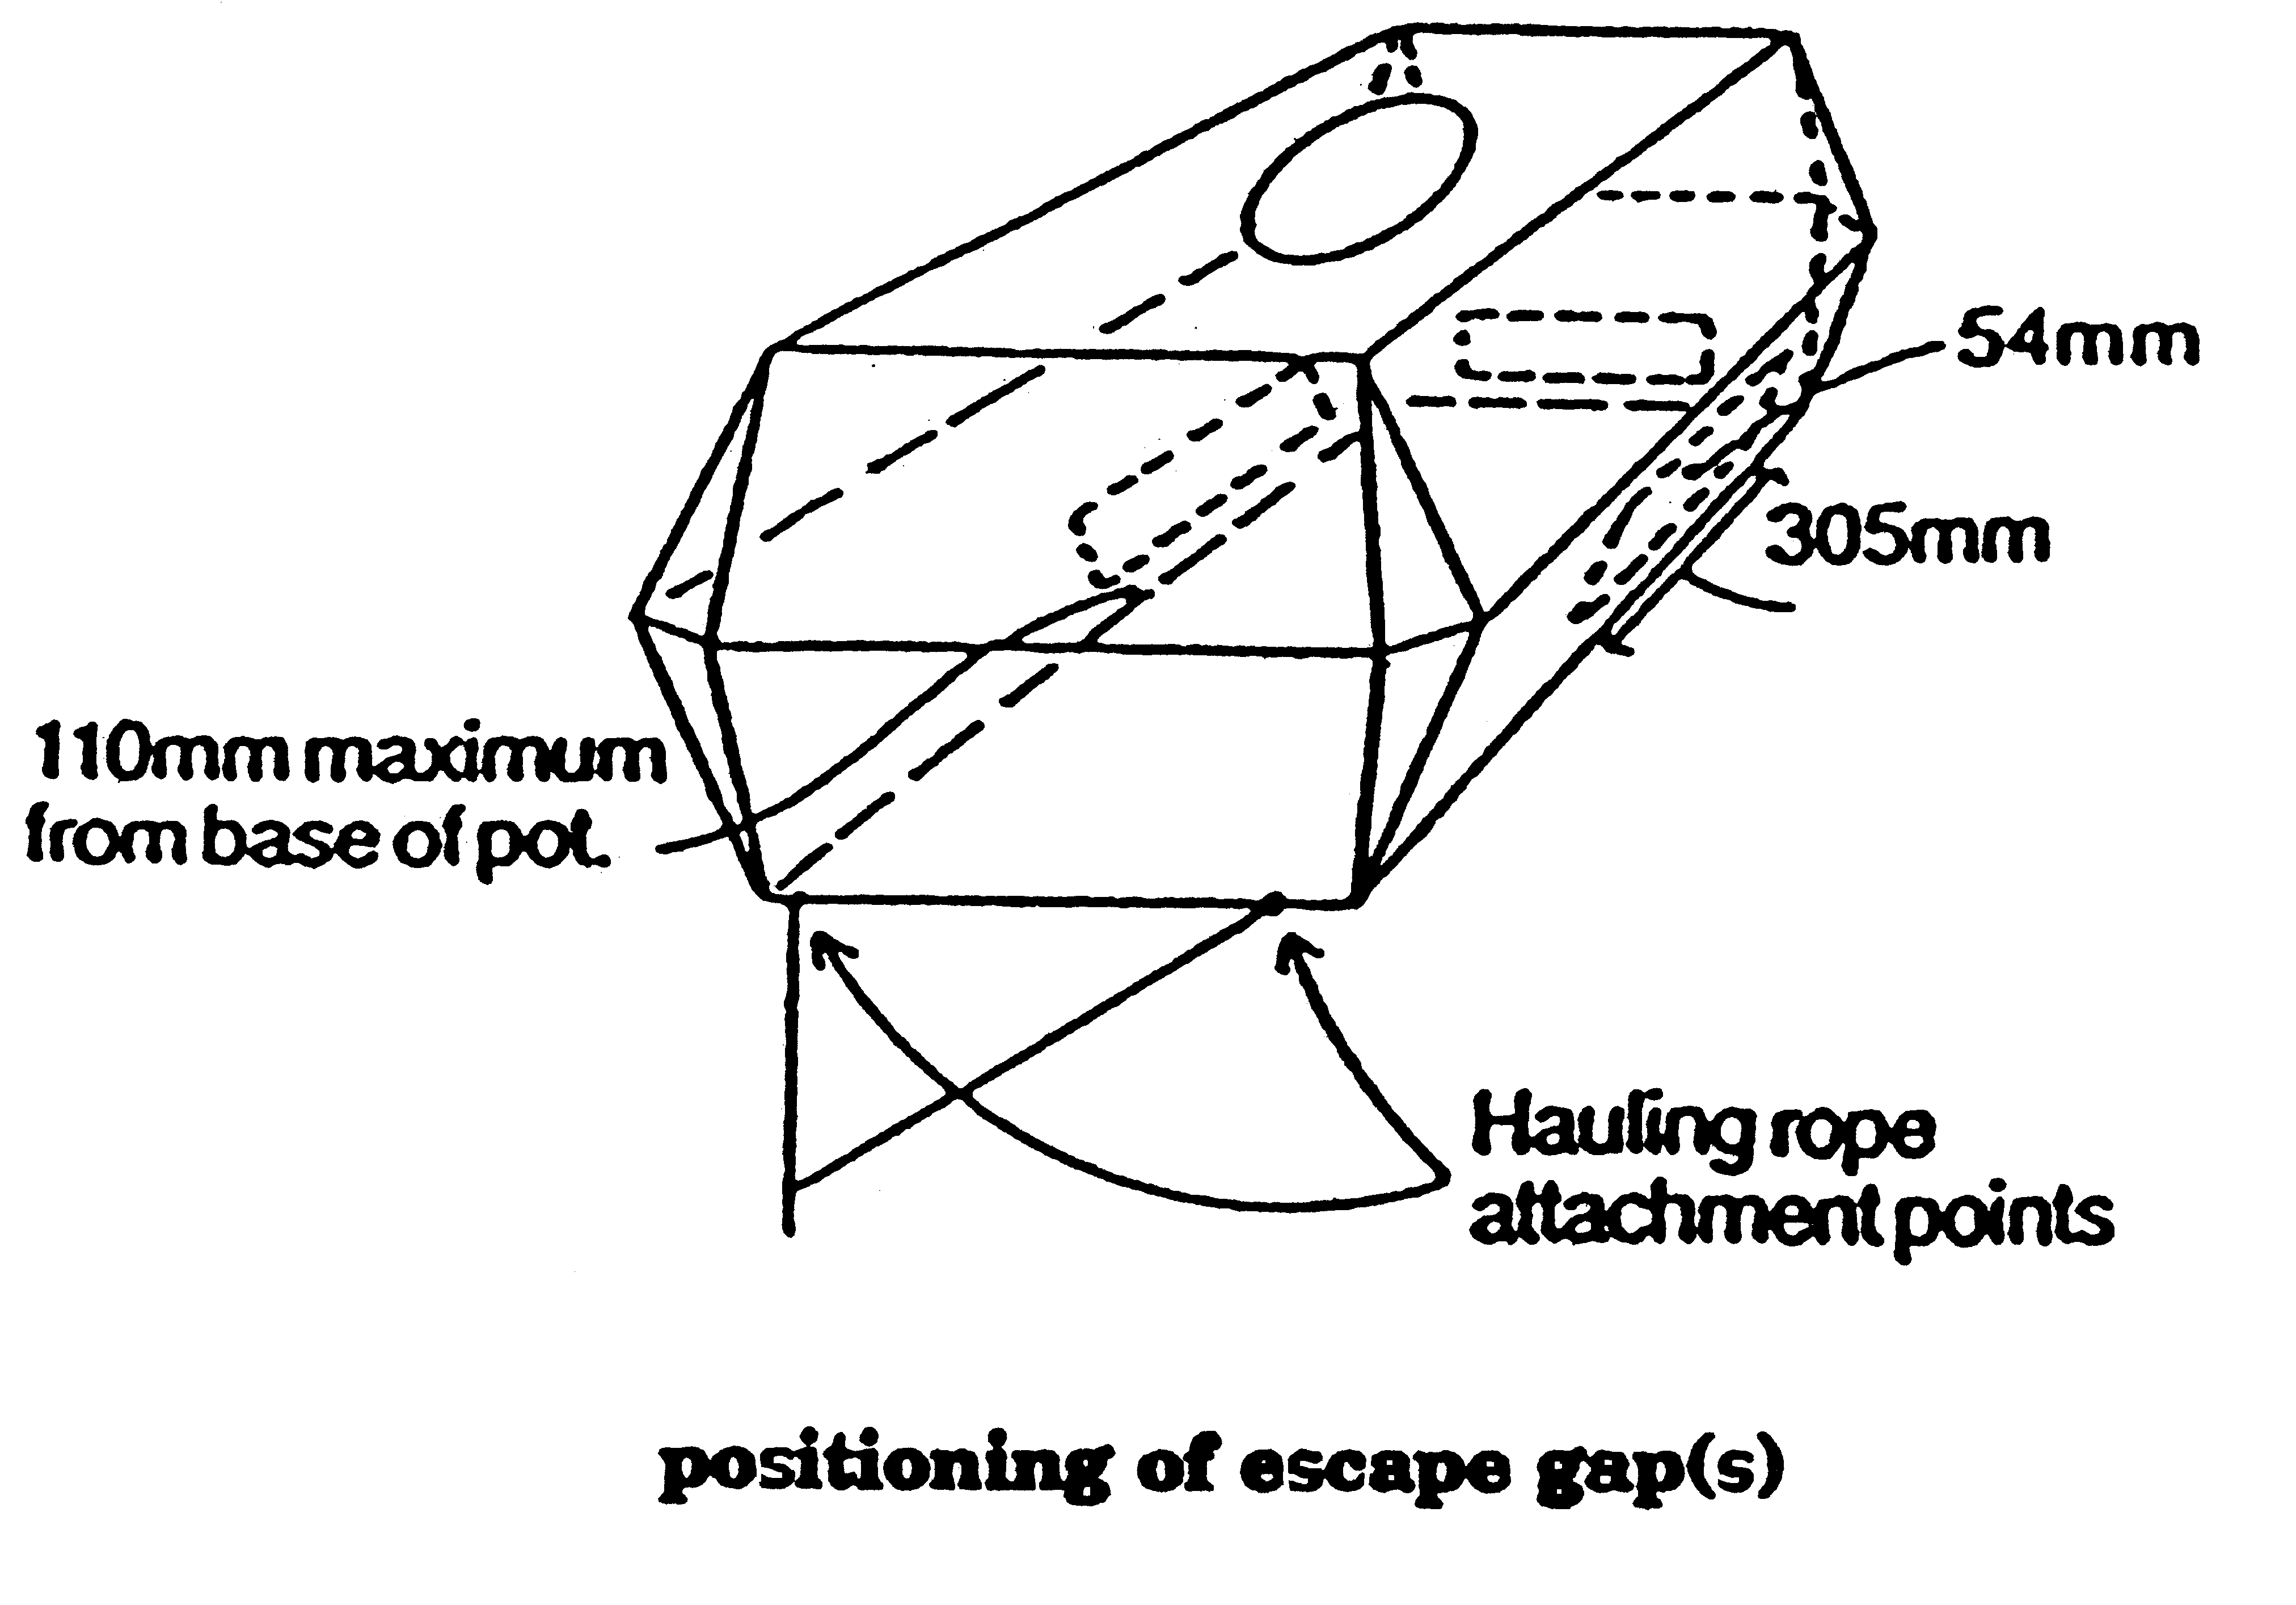 54mm
305mm
110mm maximum
from base of pot.
Hauling rope
attachment points
positioning of escape gap(s)